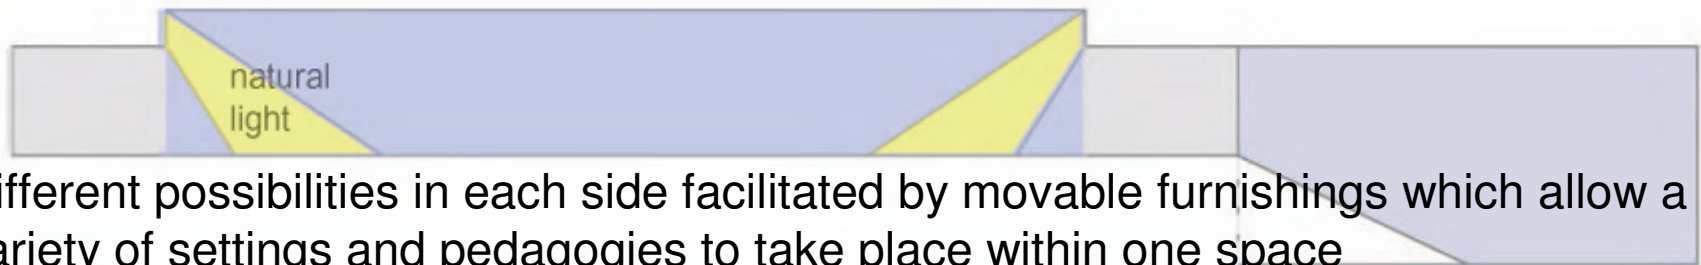 natural
light
ifferent possibilities in each side facilitated by movable furnishings which allow a
ariety of settings and pedagogies to take place within one space